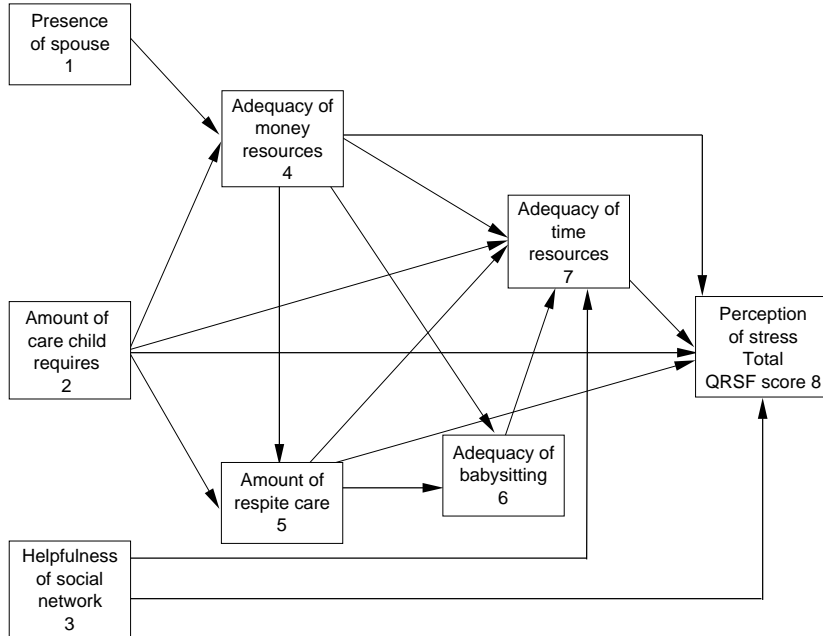 Presence
of spouse
1
Adequacy of
money
resources
4
Adequacy of
time
resources
7
Amount of
care child
requires
2
Perception
of stress
Total
QRSF score 8
Amount of
respite care
5
Adequacy of
babysitting
6
Helpfulness
of social
network
3